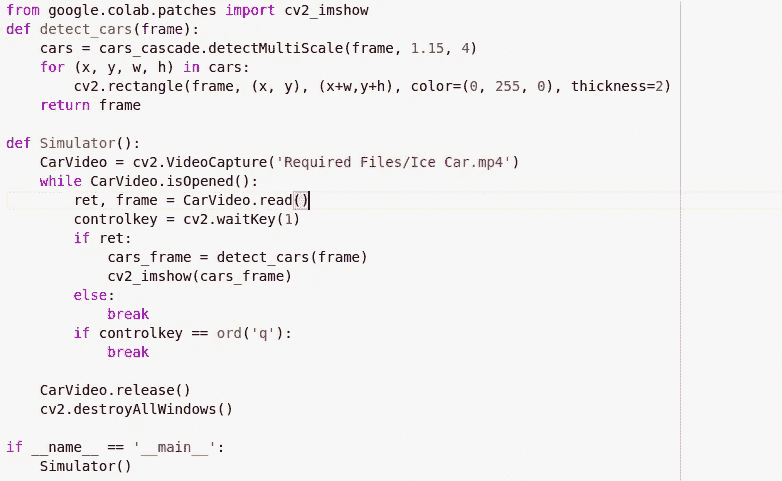 from google.colab.patches import cv2_imshow
def detect_cars(frame):
    cars = cars_cascade.detectMultiScale(frame, 1.15, 4)
    for (x, y, w, h) in cars:
        cv2.rectangle(frame, (x, y), (x+w,y+h), color=(0, 255, 0), thickness=2)
    return frame

def Simulator():
    CarVideo = cv2.VideoCapture('Required Files/Ice Car.mp4')
    while CarVideo.isOpened():
        ret, frame = CarVideo.read()
        controlkey = cv2.waitKey(1)
        if ret:
            cars_frame = detect_cars(frame)
            cv2_imshow(cars_frame)
        else:
            break
        if controlkey == ord('q'):
            break

    CarVideo.release()
    cv2.destroyAllWindows()

if __name__ == '__main__':
    Simulator()